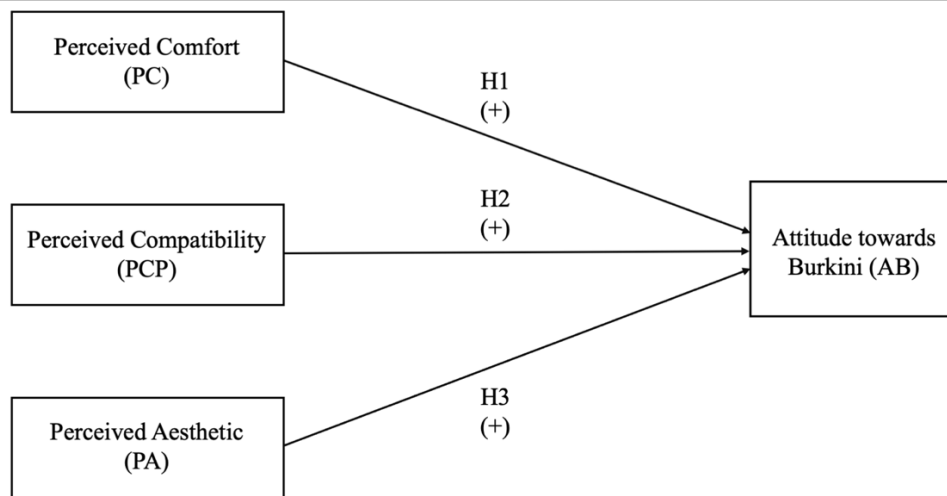 Perceived Comfort
(PC)
H1
(+)
Perceived Compatibility
(PCP)
H2
(+)
Attitude towards
Burkini (AB)
Perceived Aesthetic
(PA)
H3
(+)